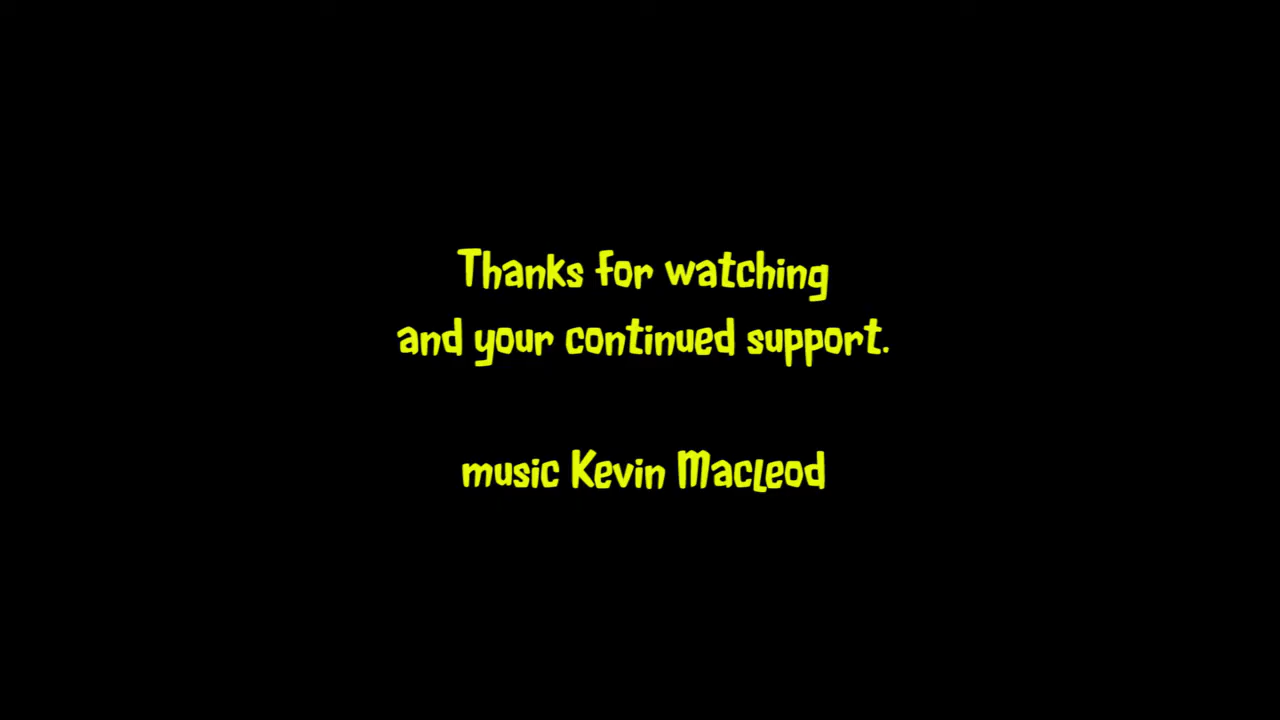 Thanks for watching
and your continued support.
music Kevin MacLeod